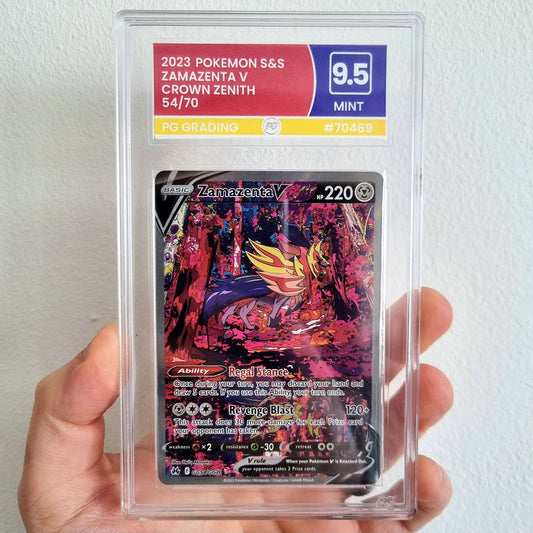 2023 POKEMON S&S
ZAMAZENTA V
CROWN ZENITH
54/70
9.5
MINT
PG GRADING
PG
#70469
BASIC
Zamazenta V
HP 220
Ability
Regal Stance
Once during your turn, you may discard your hand and
draw 5 cards. If you use this Ability, your turn ends.
Revenge Blast 120+
This attack does 30 more damage for each Prize card
your opponent has taken.
weakness ×2 resistance -30 retreat
V rule
When your Pokémon V is Knocked Out,
your opponent takes 2 Prize cards.
©2023 Pokémon / Nintendo / Creatures / GAME FREAK